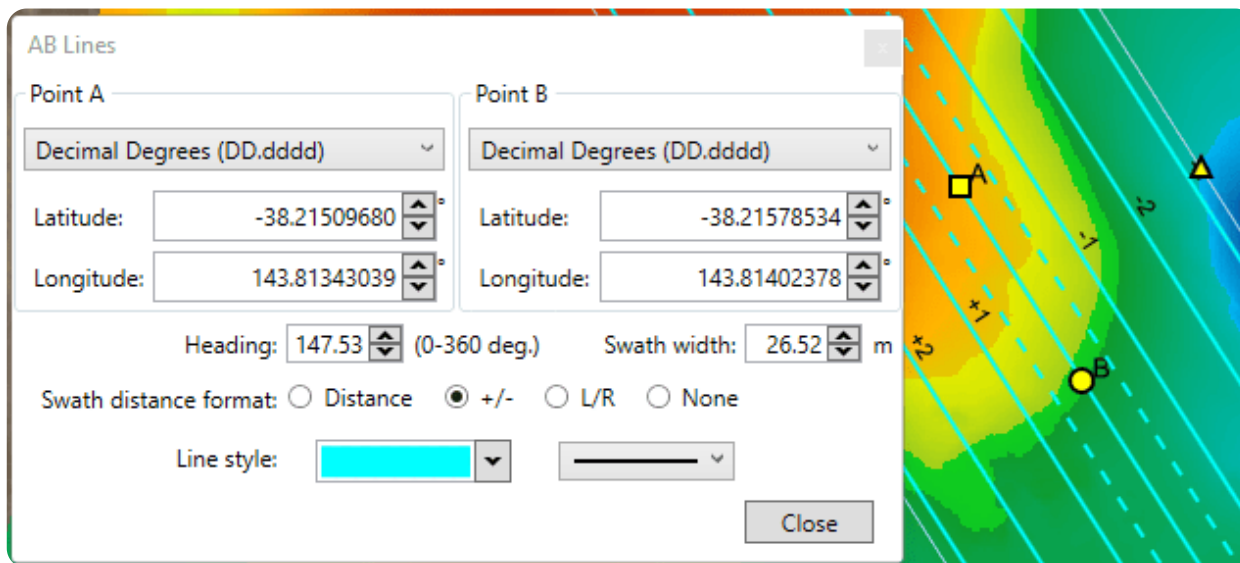 AB Lines
x
Point A
Point B
Decimal Degrees (DD.dddd)
Decimal Degrees (DD.dddd)
Latitude: -38.21509680 °
Latitude: -38.21578534 °
Longitude: 143.81343039 °
Longitude: 143.81402378 °
Heading: 147.53 (0-360 deg.) Swath width: 26.52 m
Swath distance format: Distance +/- L/R None
Line style:
Close
A
-2
-1
+1
+2
B